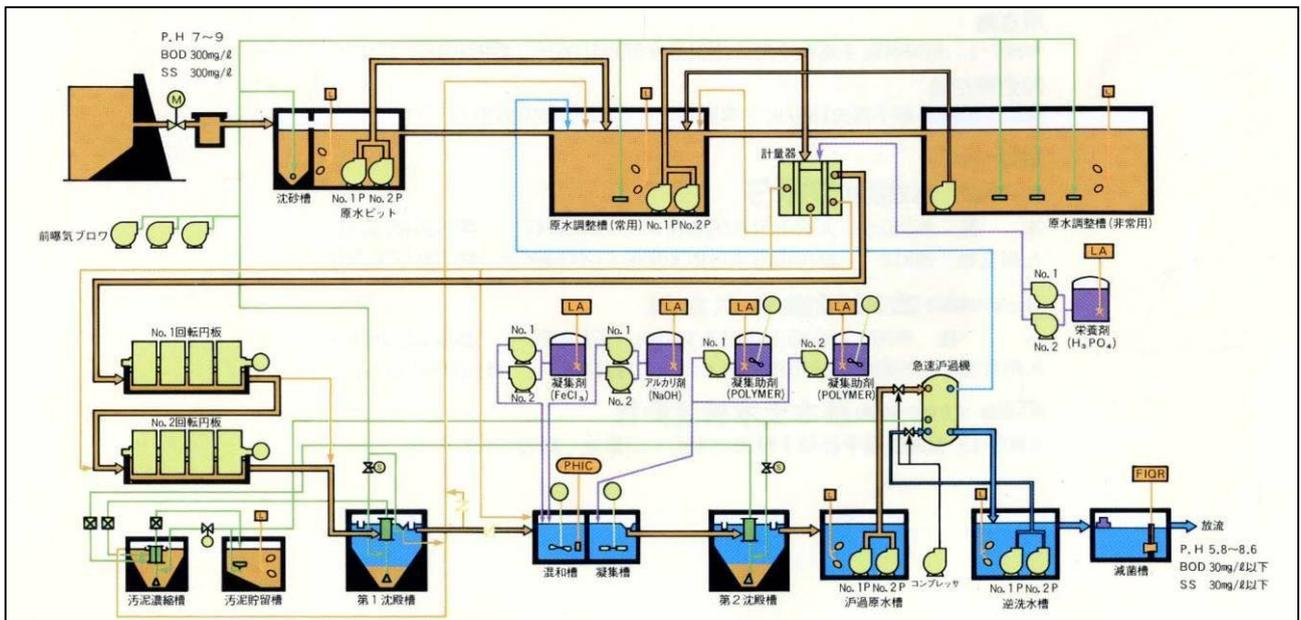 P.H 7～9
BOD 300mg/ℓ
SS 300mg/ℓ
M
L
L
L
計量器
沈砂槽
No.1P No.2P
原水ピット
原水調整槽(常用)
No.1P No.2P
原水調整槽(非常用)
前曝気ブロワ
LA
No.1
No.2
栄養剤
(H₃PO₄)
No.1回転円板
No.2回転円板
LA
LA
LA
LA
No.1
No.2
凝集剤
(FeCl₃)
No.1
No.2
アルカリ剤
(NaOH)
No.1
凝集助剤
(POLYMER)
No.2
凝集助剤
(POLYMER)
急速沪過機
PHIC
FIQR
S
S
L
L
L
放流
P.H 5.8～8.6
BOD 30mg/ℓ以下
SS 30mg/ℓ以下
汚泥濃縮槽
汚泥貯留槽
第1沈殿槽
混和槽
凝集槽
第2沈殿槽
No.1P No.2P
沪過原水槽
コンプレッサ
No.1P No.2P
逆洗水槽
滅菌槽